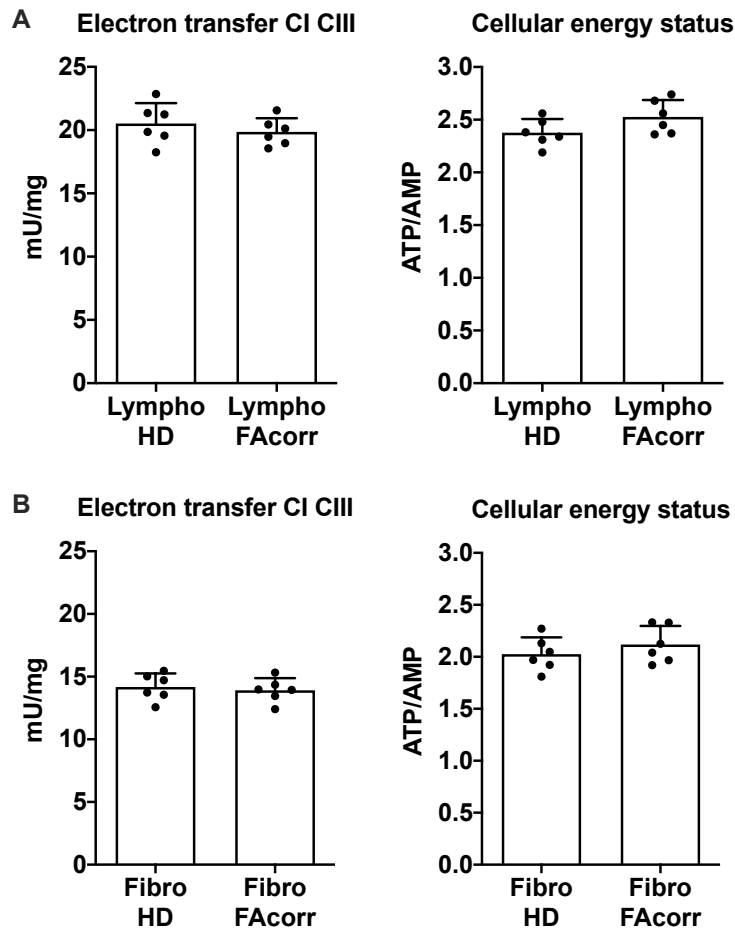 A
Electron transfer CI CIII
Cellular energy status
25
20
15
10
5
0
mU/mg
Lympho HD
Lympho FAcorr
3.0
2.5
2.0
1.5
1.0
0.5
0.0
ATP/AMP
Lympho HD
Lympho FAcorr
B
Electron transfer CI CIII
Cellular energy status
25
20
15
10
5
0
mU/mg
Fibro HD
Fibro FAcorr
3.0
2.5
2.0
1.5
1.0
0.5
0.0
ATP/AMP
Fibro HD
Fibro FAcorr